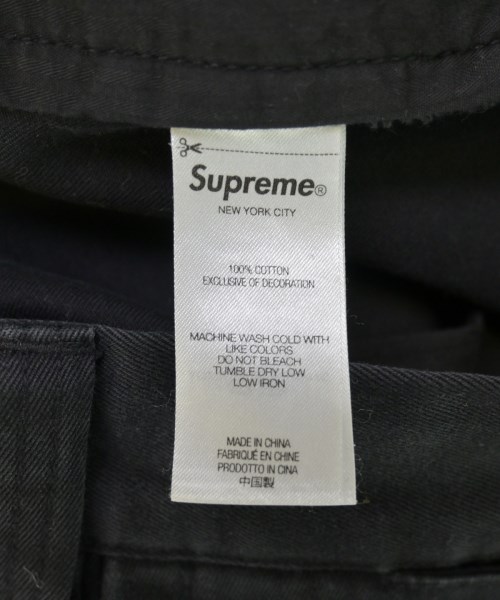 Supreme®
NEW YORK CITY
100% COTTON
EXCLUSIVE OF DECORATION
MACHINE WASH COLD WITH
LIKE COLORS
DO NOT BLEACH
TUMBLE DRY LOW
LOW IRON
MADE IN CHINA
FABRIQUÉ EN CHINE
PRODOTTO IN CINA
中国製